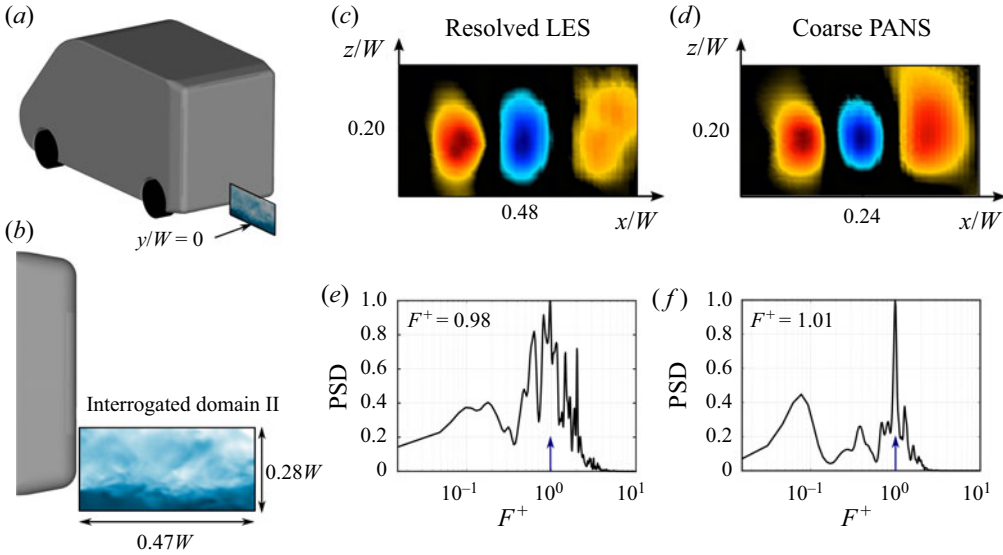 (a)
y/W = 0
(b)
Interrogated domain II
0.28W
0.47W
(c)
Resolved LES
z/W
0.20
0.48
x/W
(d)
Coarse PANS
z/W
0.20
0.24
x/W
(e)
F⁺ = 0.98
PSD
1.0
0.8
0.6
0.4
0.2
0
10⁻¹
10⁰
10¹
F⁺
(f)
F⁺ = 1.01
PSD
1.0
0.8
0.6
0.4
0.2
0
10⁻¹
10⁰
10¹
F⁺